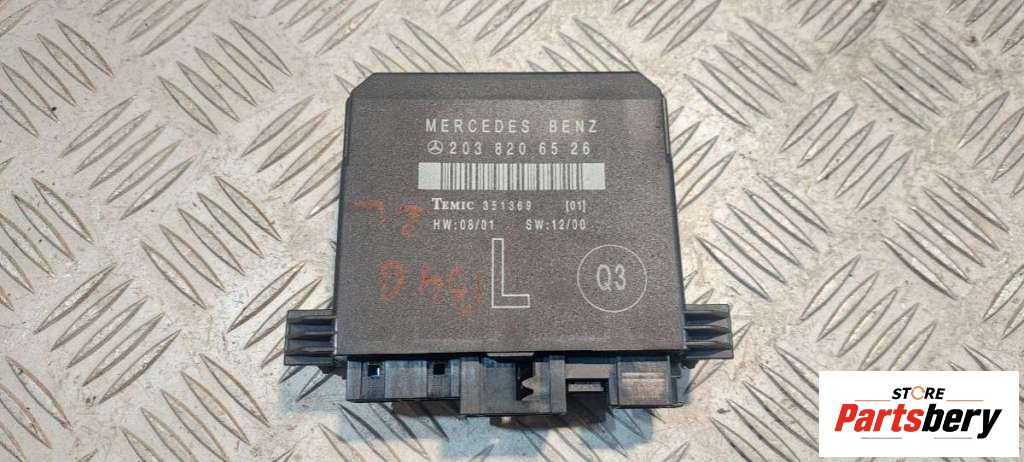 MERCEDES BENZ
203 820 65 26
TEMIC 351369 [01]
HW:08/01 SW:12/00
L
Q3
STORE
Partsbery